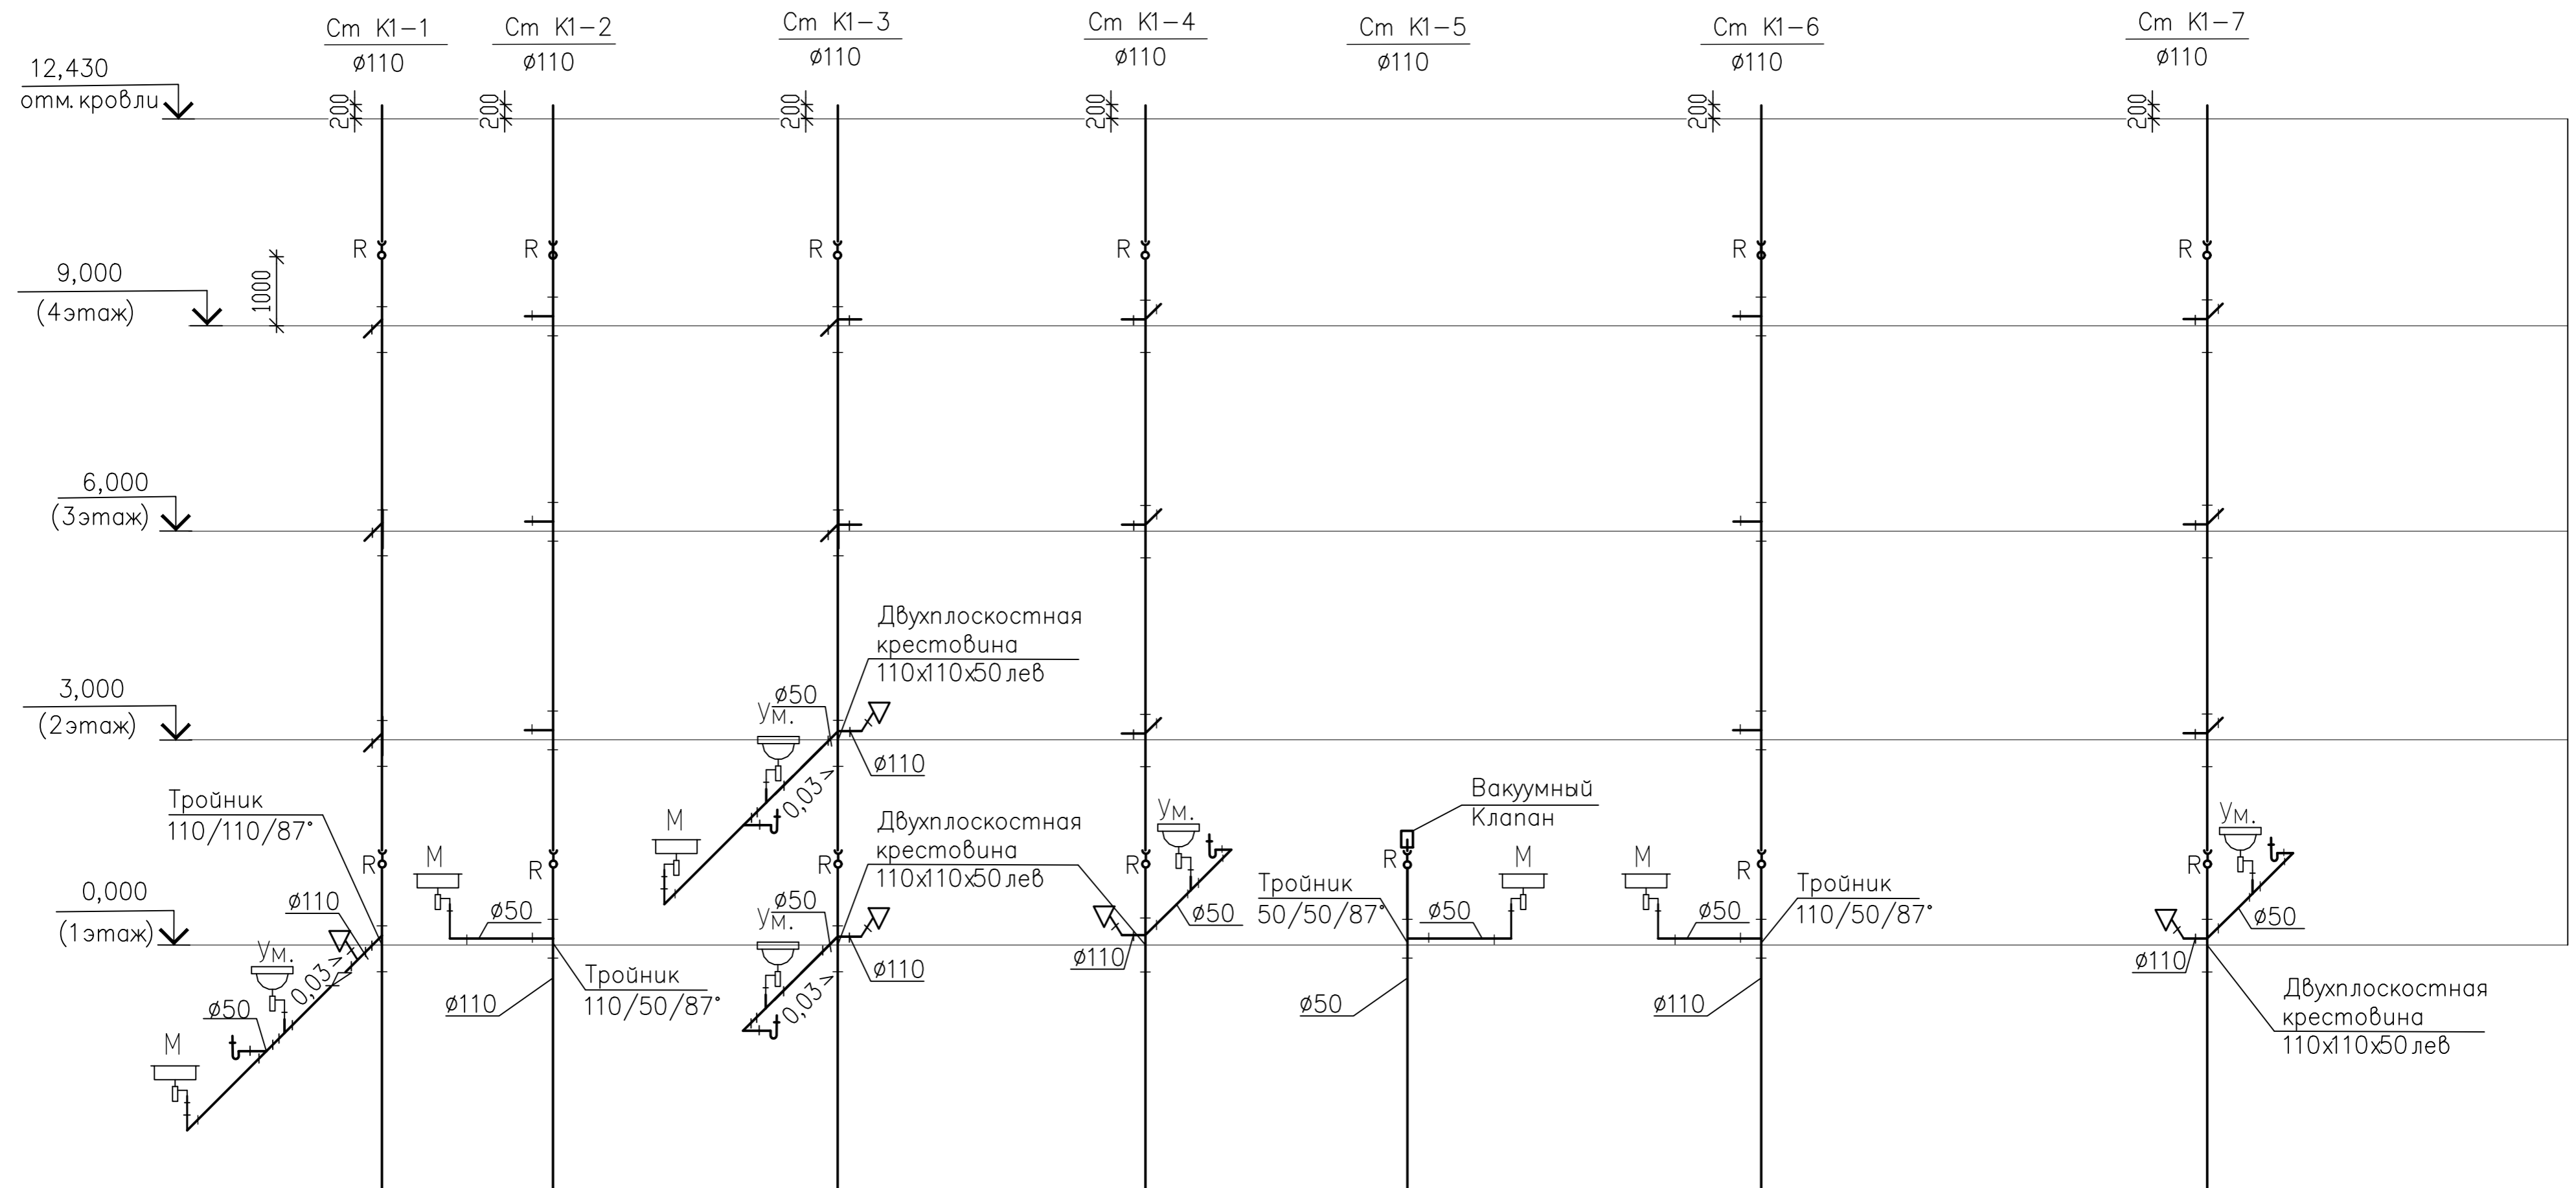 Ст К1-1
ø110
Ст К1-2
ø110
Ст К1-3
ø110
Ст К1-4
ø110
Ст К1-5
ø110
Ст К1-6
ø110
Ст К1-7
ø110
12,430
отм.кровли
200
200
200
200
200
200
R
R
R
R
R
R
9,000
(4этаж)
1000
6,000
(3этаж)
Двухплоскостная
крестовина
110х110х50 лев
3,000
(2этаж)
ø50
Ум.
ø110
0,03
М
Тройник
110/110/87°
Двухплоскостная
крестовина
110х110х50 лев
Вакуумный
Клапан
Ум.
Ум.
R
М
R
R
R
R
R
М
М
Тройник
50/50/87°
Тройник
110/50/87°
0,000
(1этаж)
ø110
ø50
ø50
Ум.
ø50
ø50
ø50
ø50
Ум.
0,03
ø110
ø110
ø110
Тройник
110/50/87°
ø50
ø110
0,03
ø50
ø110
Двухплоскостная
крестовина
110х110х50 лев
М